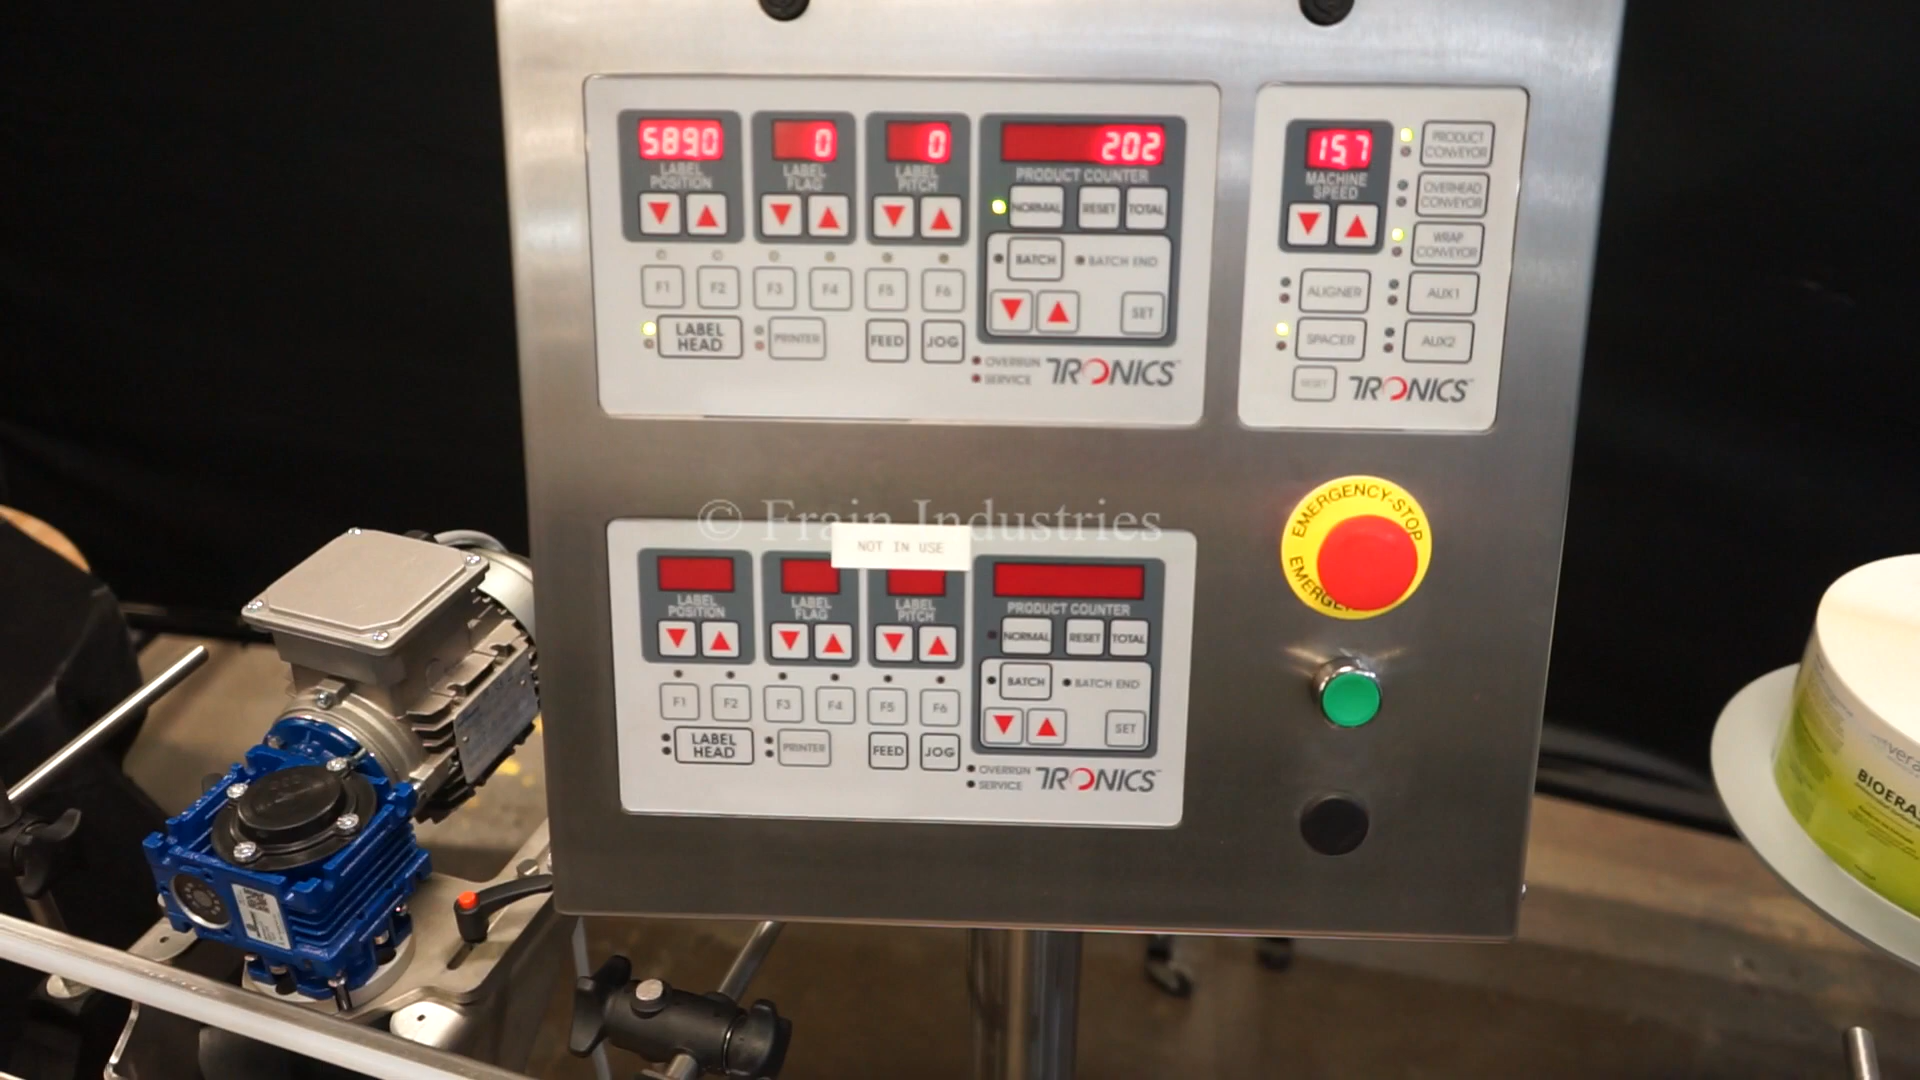 5890
0
0
202
LABEL
POSITION
LABEL
FLAG
LABEL
PITCH
PRODUCT COUNTER
NORMAL
RESET
TOTAL
BATCH
BATCH END
F1
F2
F3
F4
F5
F6
SET
LABEL
HEAD
PRINTER
FEED
JOG
OVERRUN
SERVICE
TRONICS
157
MACHINE
SPEED
PRODUCT
CONVEYOR
OVERHEAD
CONVEYOR
WRAP
CONVEYOR
ALIGNER
AUX1
SPACER
AUX2
RESET
TRONICS
© Frain Industries
NOT IN USE
LABEL
POSITION
LABEL
FLAG
LABEL
PITCH
PRODUCT COUNTER
NORMAL
RESET
TOTAL
BATCH
BATCH END
F1
F2
F3
F4
F5
F6
SET
LABEL
HEAD
PRINTER
FEED
JOG
OVERRUN
SERVICE
TRONICS
EMERGENCY-STOP